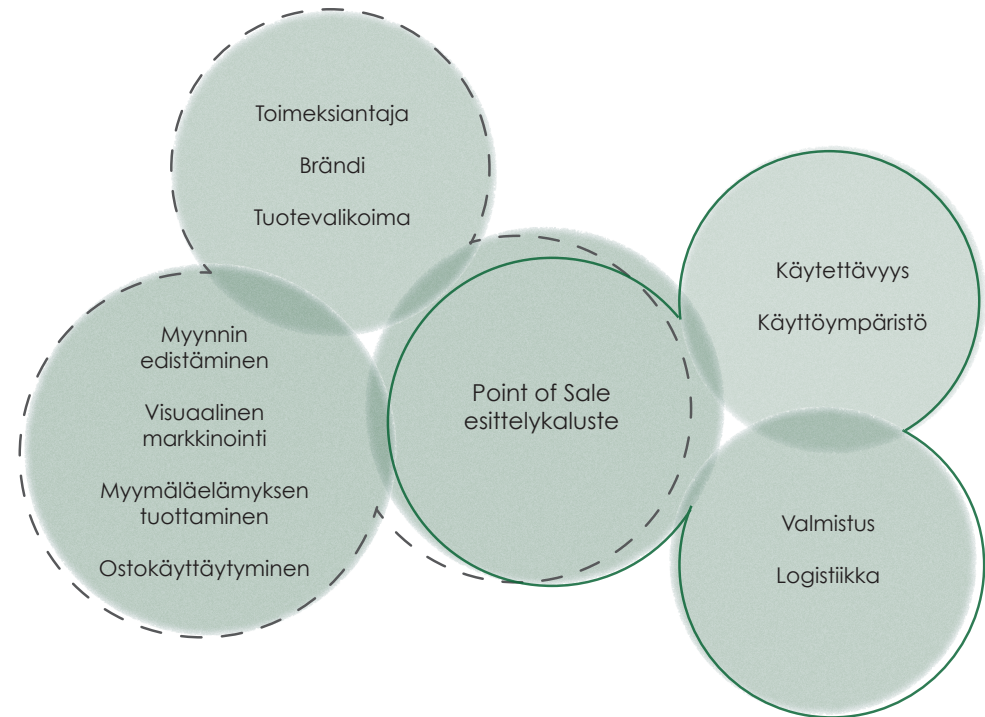 Toimeksiantaja
Brändi
Tuotevalikoima
Myynnin
edistäminen
Visuaalinen
markkinointi
Myymäläelämyksen
tuottaminen
Ostokäyttäytyminen
Point of Sale
esittelykaluste
Käytettävyys
Käyttöympäristö
Valmistus
Logistiikka